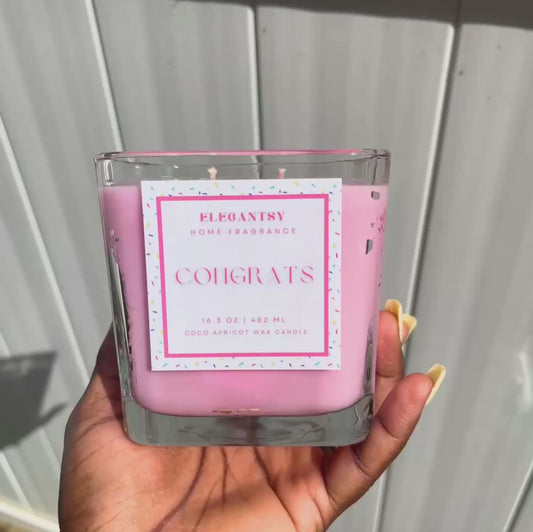 ELEGANTSY
HOME FRAGRANCE
CONGRATS
16.3 OZ | 482 ML
COCO APRICOT WAX CANDLE